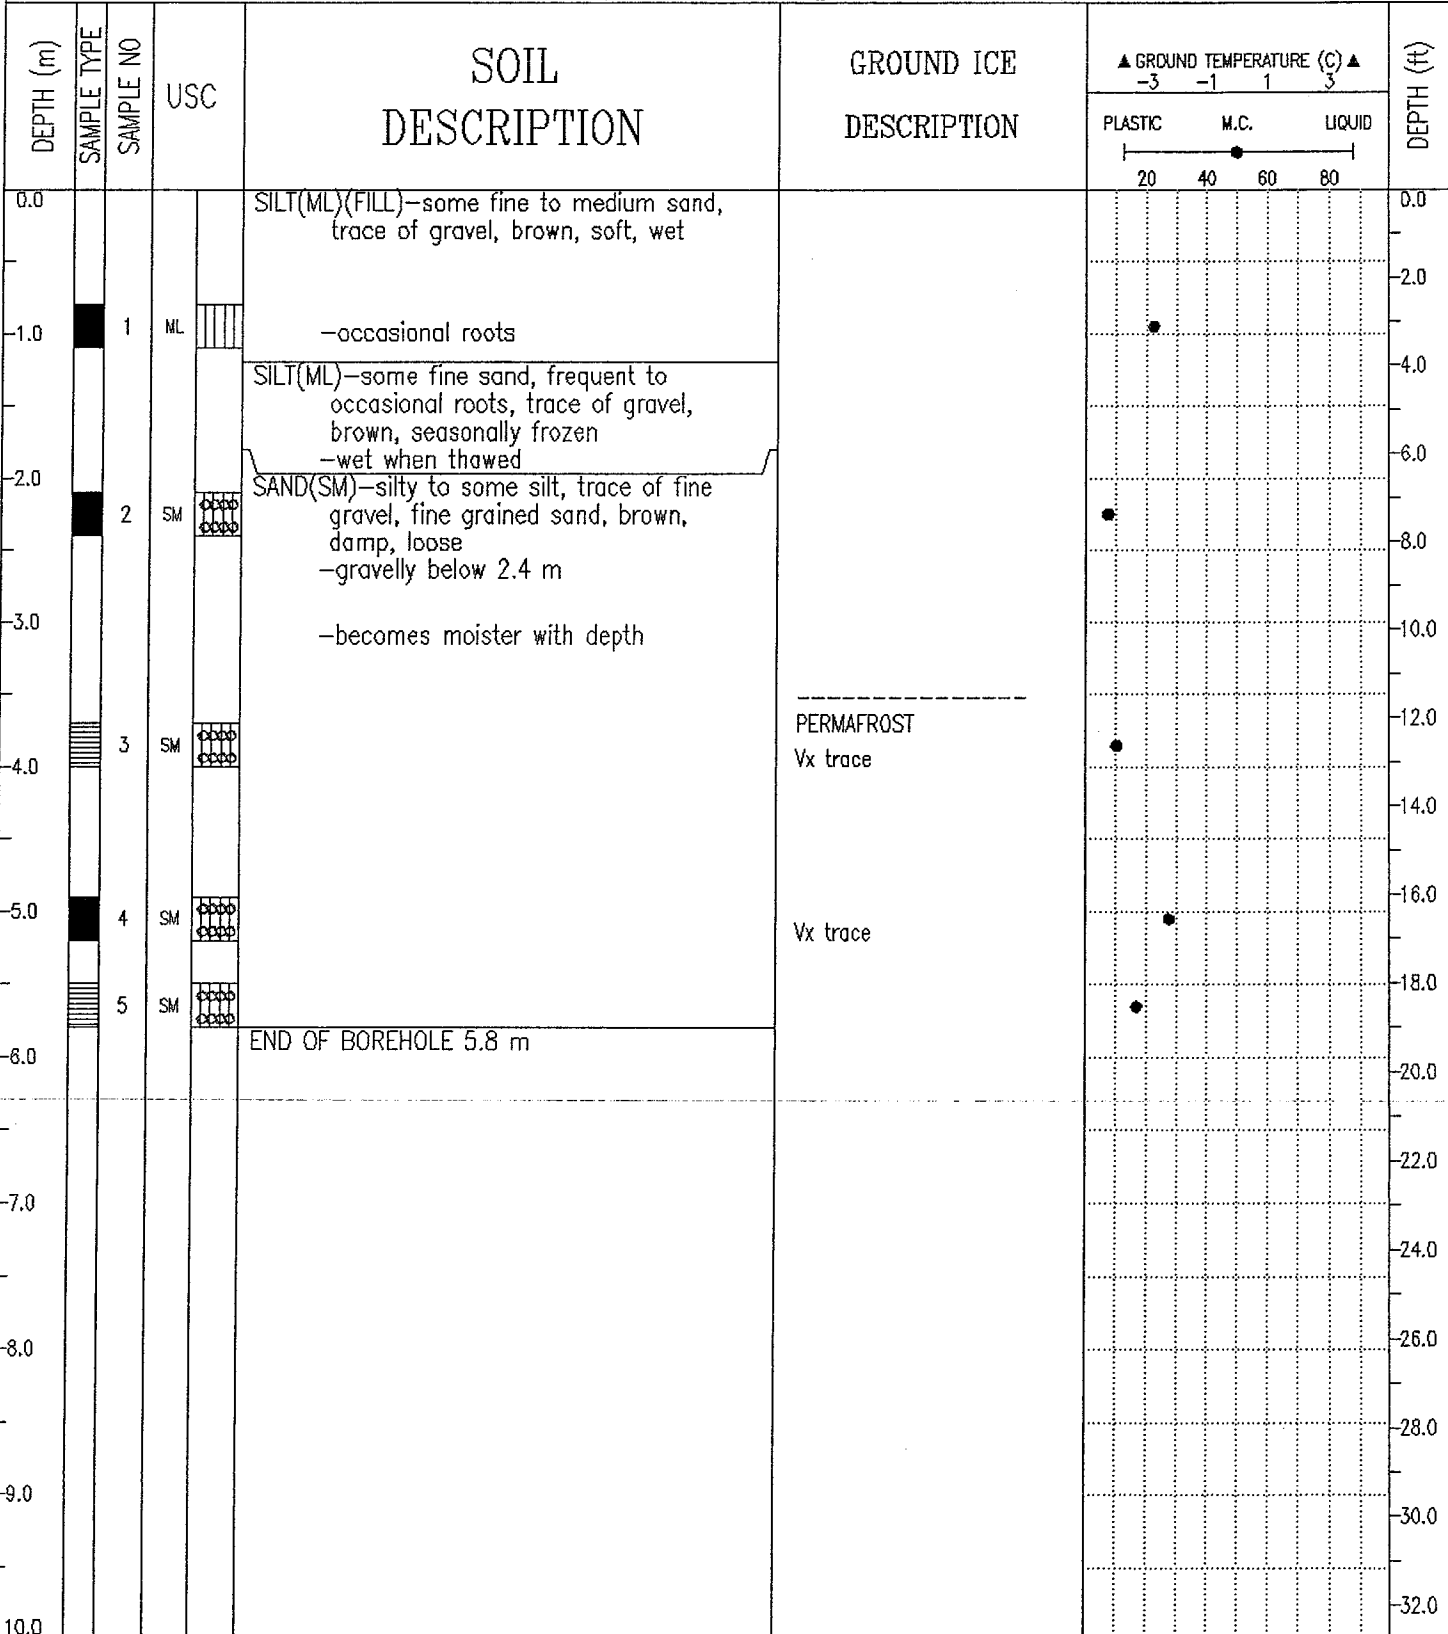 DEPTH (m)
SAMPLE TYPE
SAMPLE NO
USC
SOIL
DESCRIPTION
GROUND ICE
DESCRIPTION
▲ GROUND TEMPERATURE (C) ▲
-3 -1 1 3
PLASTIC M.C. LIQUID
20 40 60 80
DEPTH (ft)
0.0
SILT(ML)(FILL)-some fine to medium sand,
trace of gravel, brown, soft, wet
0.0
-2.0
-1.0
1 ML
-occasional roots
SILT(ML)-some fine sand, frequent to
occasional roots, trace of gravel,
brown, seasonally frozen
-wet when thawed
-4.0
-6.0
-2.0
SAND(SM)-silty to some silt, trace of fine
gravel, fine grained sand, brown,
damp, loose
-gravelly below 2.4 m
2 SM
-8.0
-3.0
-becomes moister with depth
-10.0
PERMAFROST
-12.0
3 SM
Vx trace
-4.0
-14.0
-16.0
-5.0
4 SM
Vx trace
-18.0
5 SM
END OF BOREHOLE 5.8 m
-6.0
-20.0
-22.0
-7.0
-24.0
-8.0
-26.0
-28.0
-9.0
-30.0
-32.0
10.0